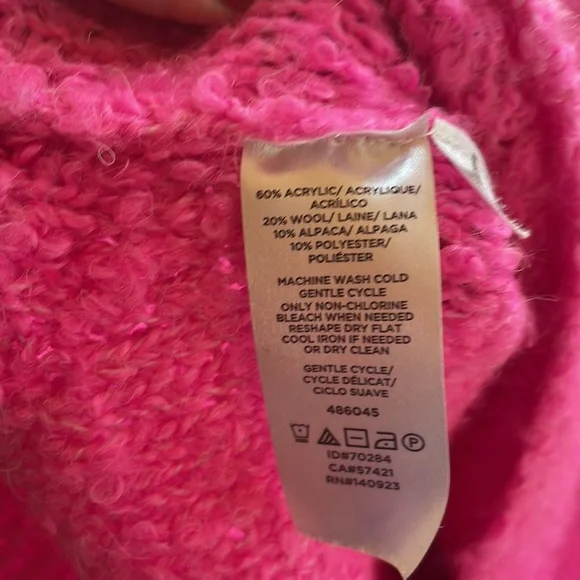 60% ACRYLIC/ ACRYLIQUE/
ACRÍLICO
20% WOOL/ LAINE/ LANA
10% ALPACA/ ALPAGA
10% POLYESTER/
POLIÉSTER
MACHINE WASH COLD
GENTLE CYCLE
ONLY NON-CHLORINE
BLEACH WHEN NEEDED
RESHAPE DRY FLAT
COOL IRON IF NEEDED
OR DRY CLEAN
GENTLE CYCLE/
CYCLE DÉLICAT/
CICLO SUAVE
486045
P
ID#70284
CA#57421
RN#140923